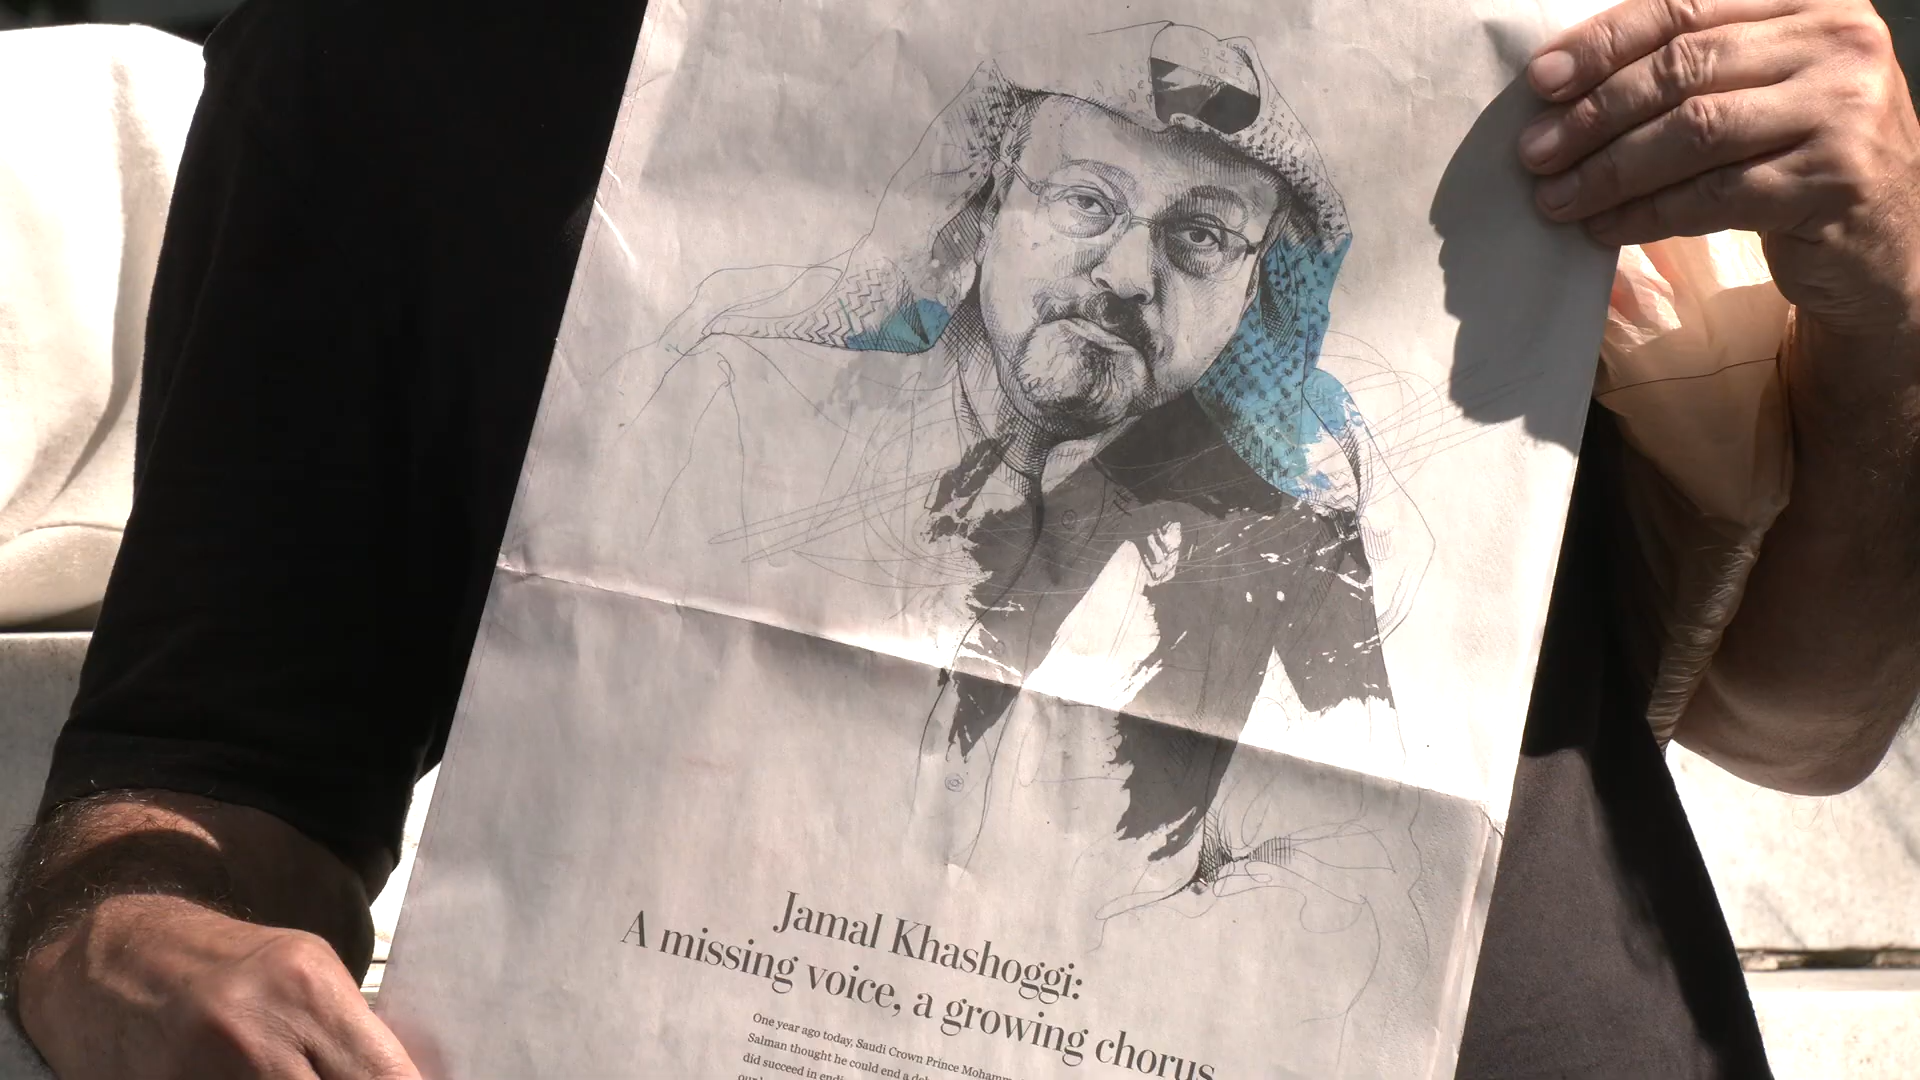 Jamal Khashoggi:
A missing voice, a growing chorus
One year ago today, Saudi Crown Prince
Salman thought he could end a
did succeed in